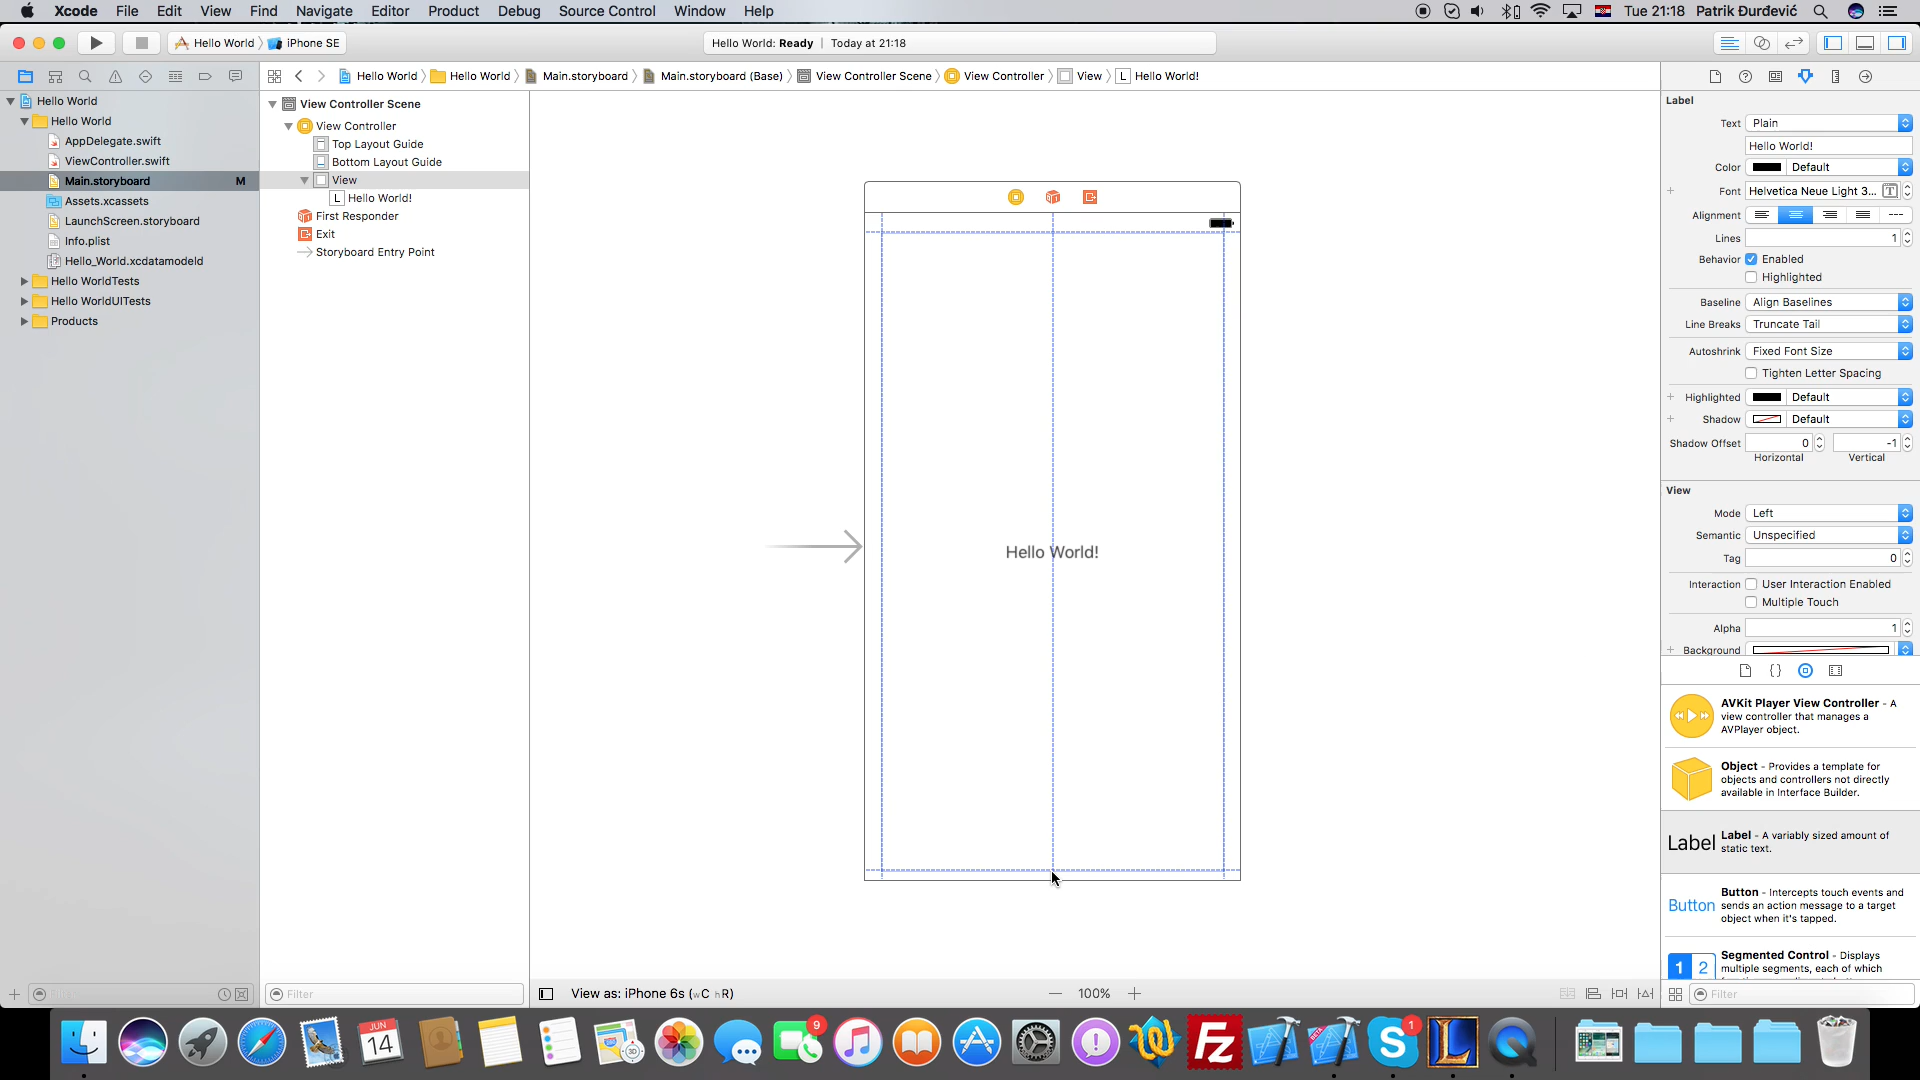 Xcode File Edit View Find Navigate Editor Product Debug Source Control Window Help Tue 21:18 Patrik Đurđević
Hello World iPhone SE Hello World: Ready | Today at 21:18
Hello World Hello World Main.storyboard Main.storyboard (Base) View Controller Scene View Controller View L Hello World!
Hello World
Hello World
AppDelegate.swift
ViewController.swift
Main.storyboard M
Assets.xcassets
LaunchScreen.storyboard
Info.plist
Hello_World.xcdatamodeld
Hello WorldTests
Hello WorldUITests
Products
View Controller Scene
View Controller
Top Layout Guide
Bottom Layout Guide
View
L Hello World!
First Responder
Exit
Storyboard Entry Point
Hello World!
Label
Text Plain
Hello World!
Color Default
Font Helvetica Neue Light 3... T
Alignment
Lines 1
Behavior Enabled
Highlighted
Baseline Align Baselines
Line Breaks Truncate Tail
Autoshrink Fixed Font Size
Tighten Letter Spacing
Highlighted Default
Shadow Default
Shadow Offset 0 -1
Horizontal Vertical
View
Mode Left
Semantic Unspecified
Tag 0
Interaction User Interaction Enabled
Multiple Touch
Alpha 1
Background
AVKit Player View Controller - A
view controller that manages a
AVPlayer object.
Object - Provides a template for
objects and controllers not directly
available in Interface Builder.
Label Label - A variably sized amount of
static text.
Button Button - Intercepts touch events and
sends an action message to a target
object when it's tapped.
1 2 Segmented Control - Displays
multiple segments, each of which
Filter
Filter
View as: iPhone 6s (wC hR)
100%
Filter
JUN
14
3D
9
Fz
1
L